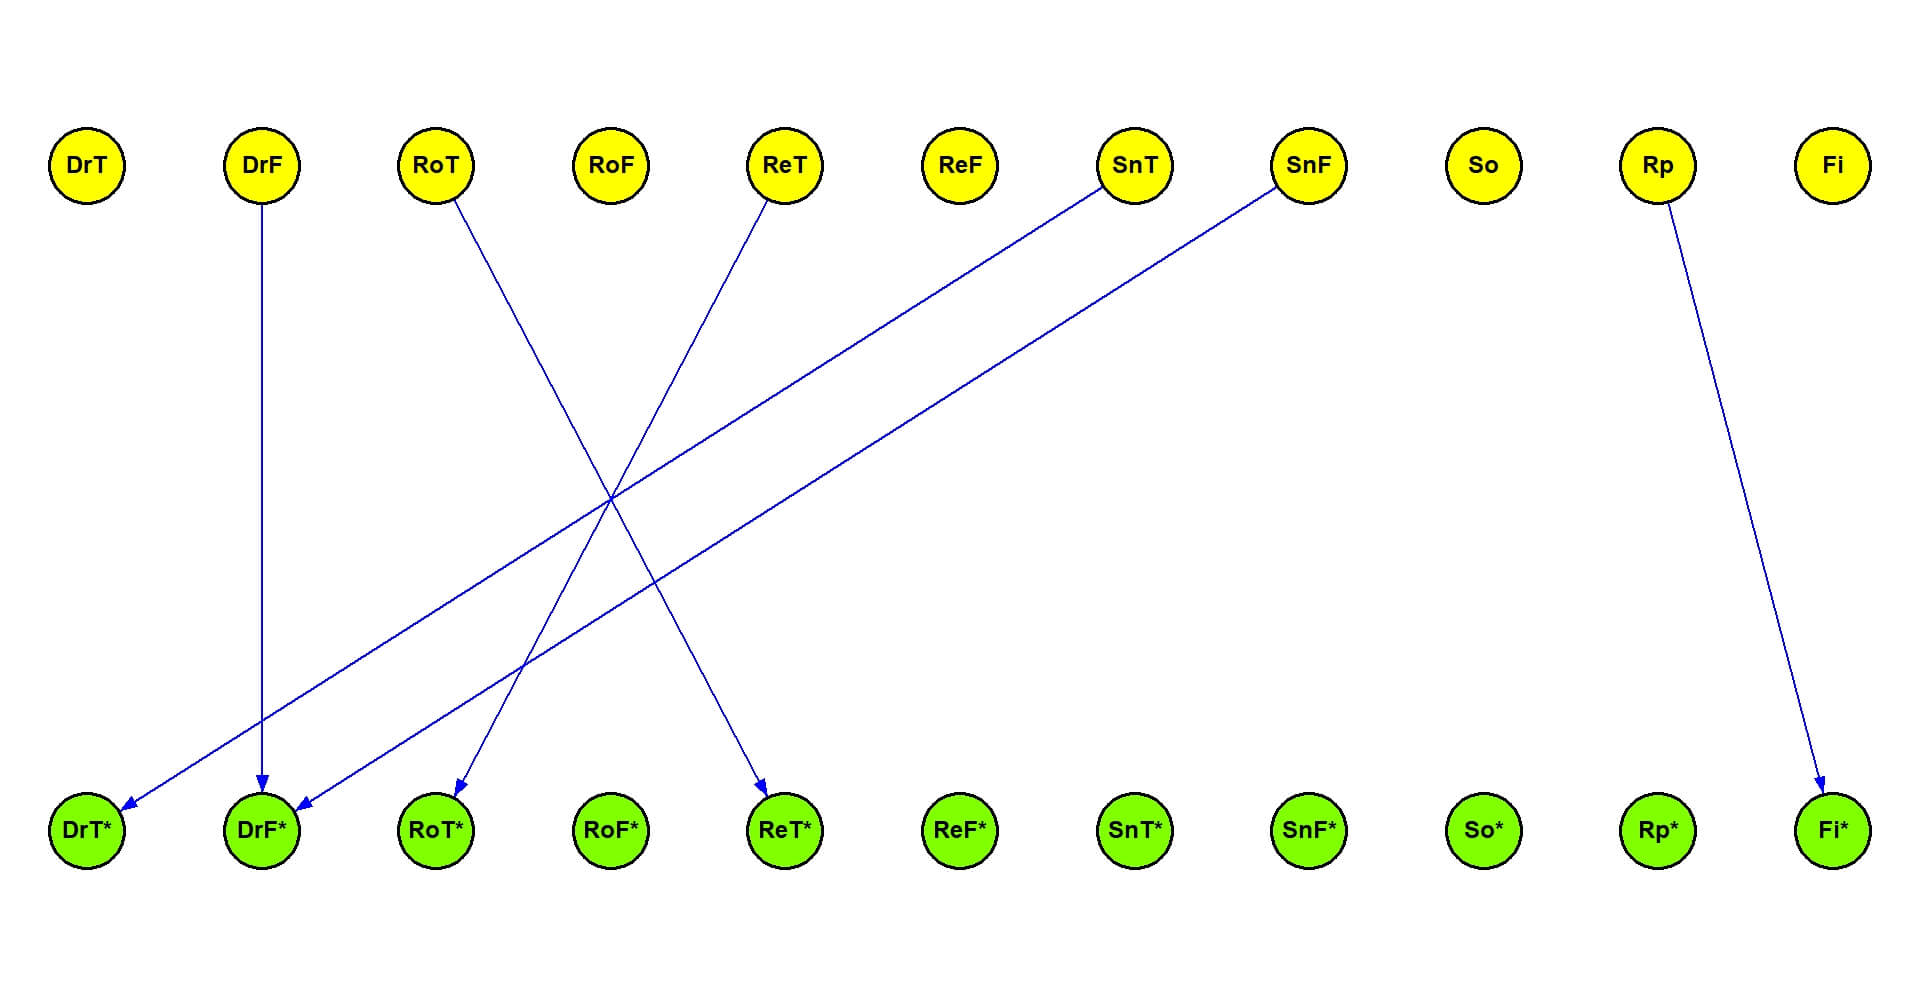 DrT DrF RoT RoF ReT ReF SnT SnF So Rp Fi
DrT* DrF* RoT* RoF* ReT* ReF* SnT* SnF* So* Rp* Fi*